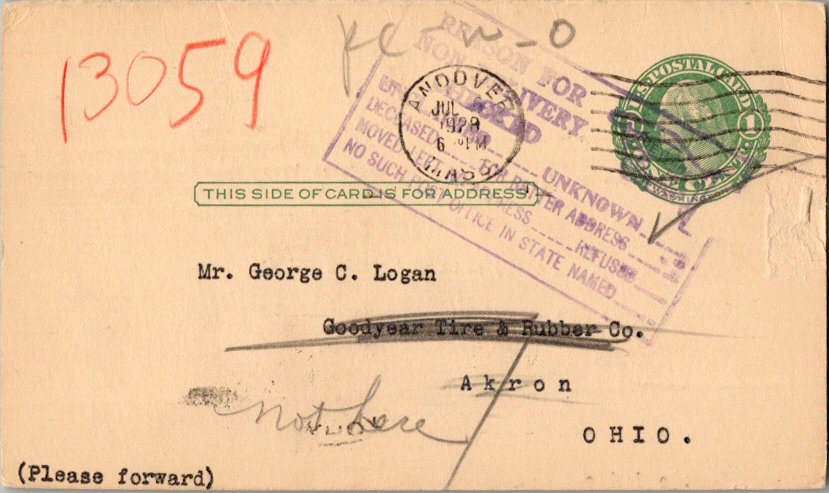 13059
REASON FOR
NON DELIVERY
DECEASED FOR BETTER ADDRESS
MOVED, LEFT NO ADDRESS REFUSED
NO SUCH POST OFFICE IN STATE NAMED
UNKNOWN
ANDOVER
JUL
1928
6 PM
MASS
U.S. POSTAL CARD
1
ONE CENT
WASHINGTON
THIS SIDE OF CARD IS FOR ADDRESS
Mr. George C. Logan
Goodyear Tire & Rubber Co.
Akron
Not here
OHIO.
(Please forward)